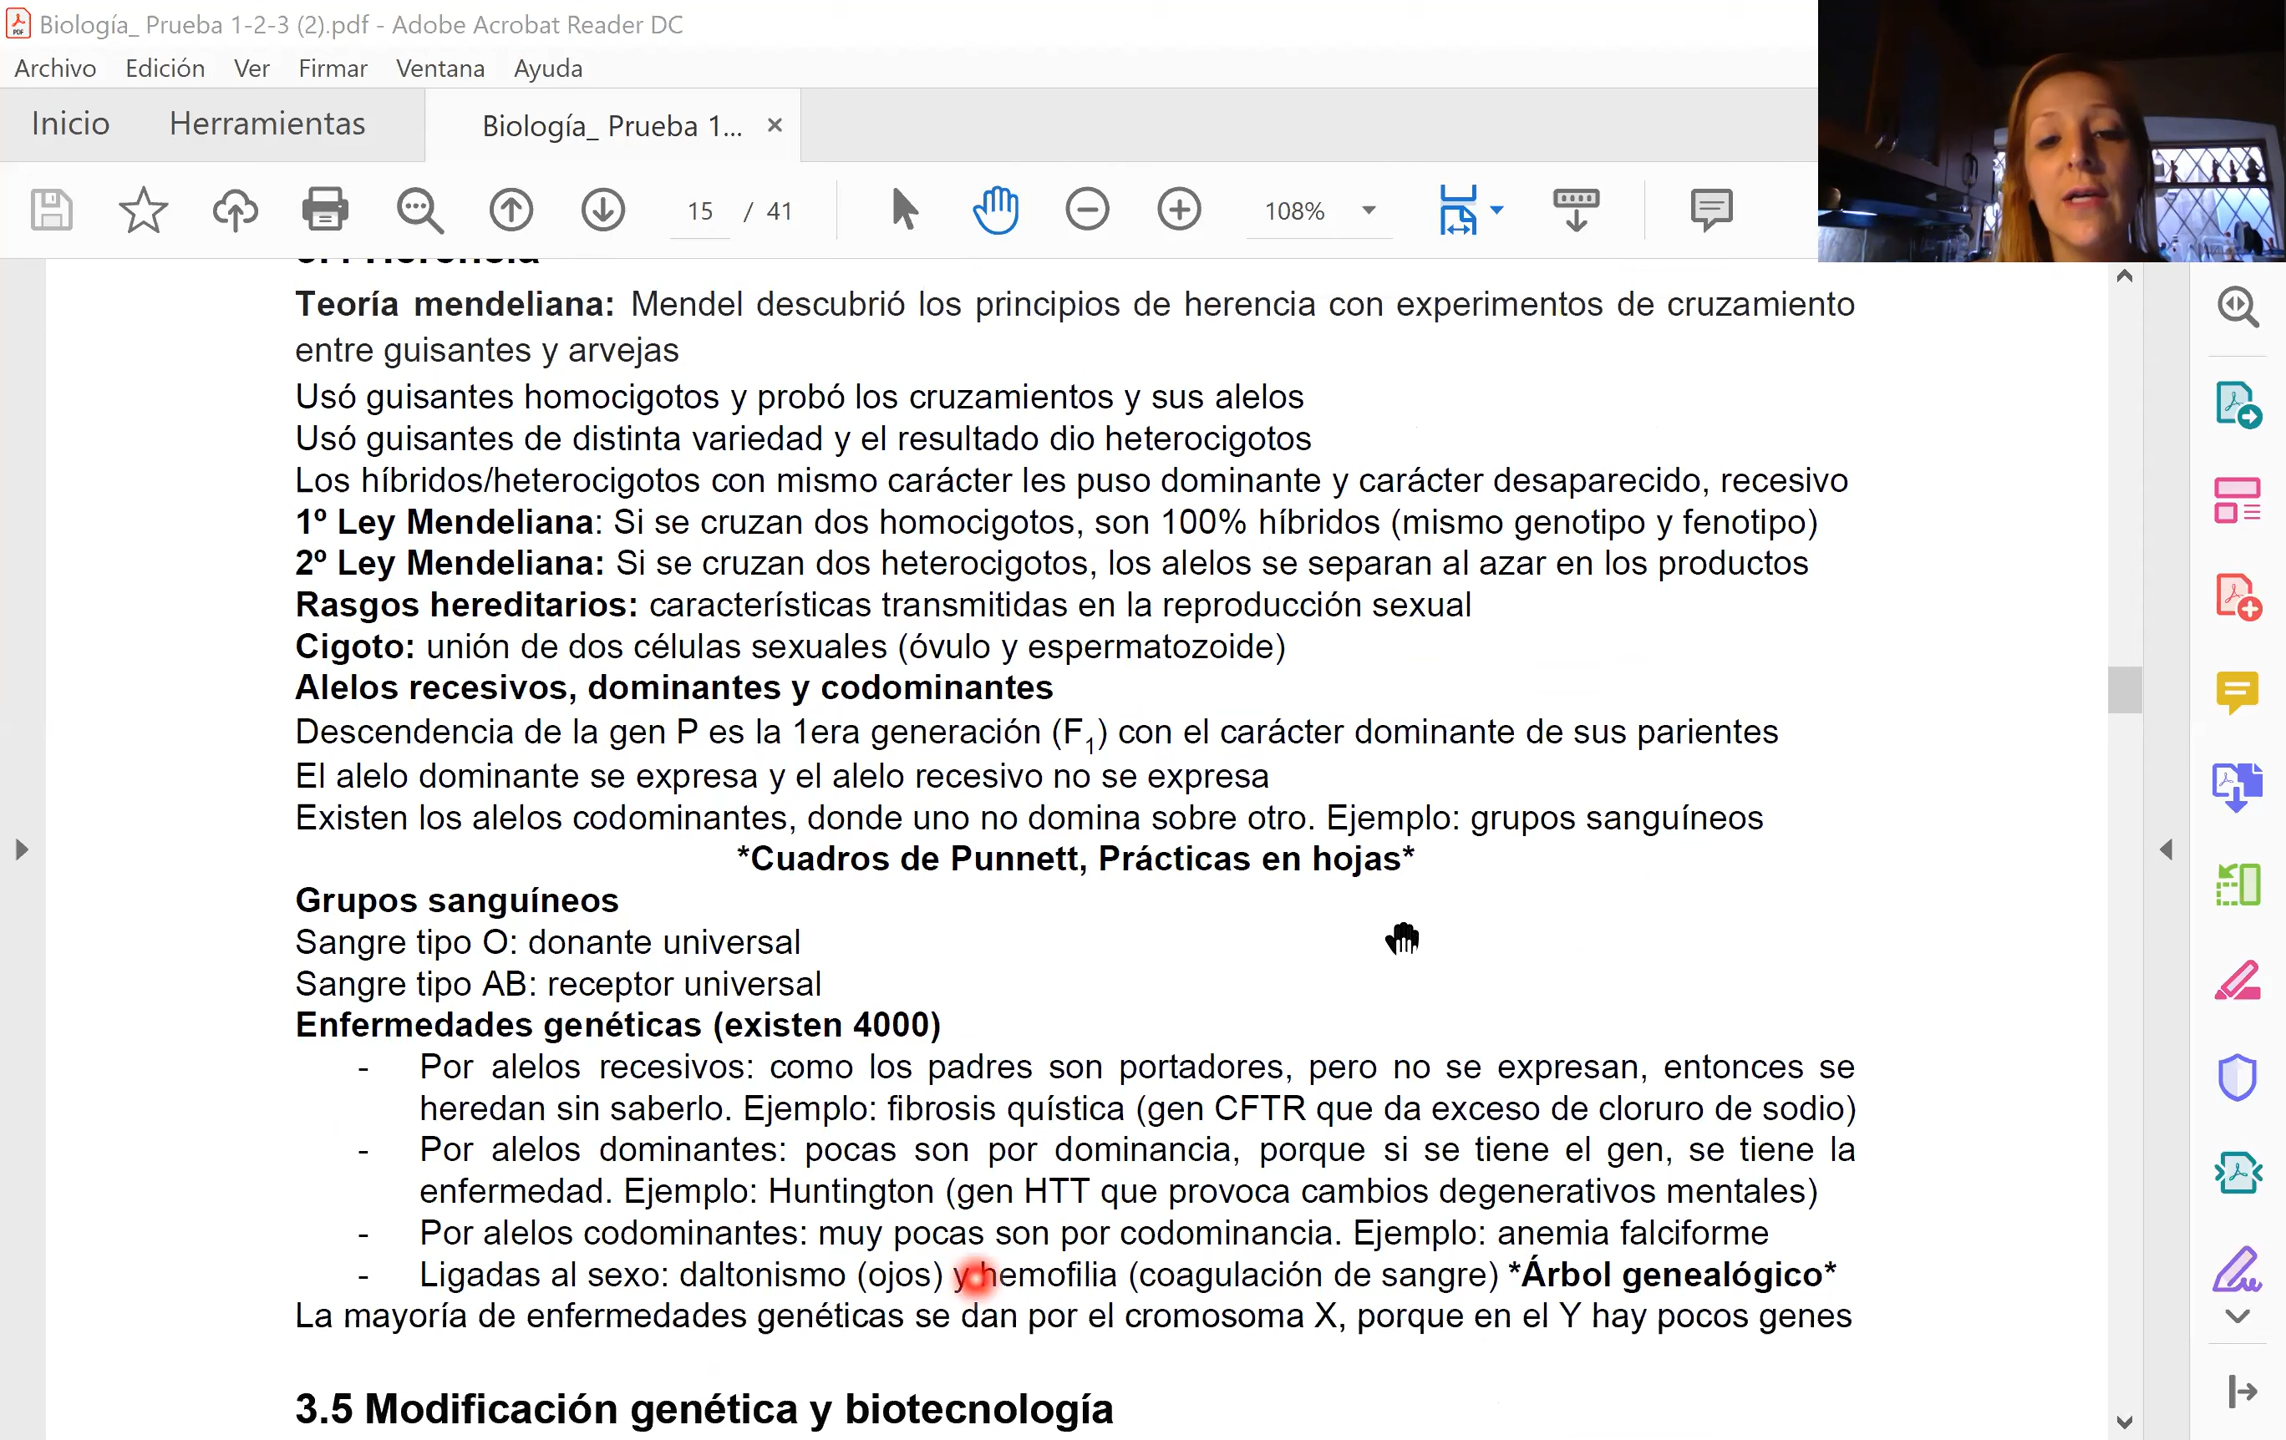 Biología_ Prueba 1-2-3 (2).pdf - Adobe Acrobat Reader DC
Archivo Edición Ver Firmar Ventana Ayuda
Inicio Herramientas Biología_ Prueba 1... ×
15 / 41 108%
Teoría mendeliana: Mendel descubrió los principios de herencia con experimentos de cruzamiento
entre guisantes y arvejas
Usó guisantes homocigotos y probó los cruzamientos y sus alelos
Usó guisantes de distinta variedad y el resultado dio heterocigotos
Los híbridos/heterocigotos con mismo carácter les puso dominante y carácter desaparecido, recesivo
1º Ley Mendeliana: Si se cruzan dos homocigotos, son 100% híbridos (mismo genotipo y fenotipo)
2º Ley Mendeliana: Si se cruzan dos heterocigotos, los alelos se separan al azar en los productos
Rasgos hereditarios: características transmitidas en la reproducción sexual
Cigoto: unión de dos células sexuales (óvulo y espermatozoide)
Alelos recesivos, dominantes y codominantes
Descendencia de la gen P es la 1era generación (F1) con el carácter dominante de sus parientes
El alelo dominante se expresa y el alelo recesivo no se expresa
Existen los alelos codominantes, donde uno no domina sobre otro. Ejemplo: grupos sanguíneos
*Cuadros de Punnett, Prácticas en hojas*
Grupos sanguíneos
Sangre tipo O: donante universal
Sangre tipo AB: receptor universal
Enfermedades genéticas (existen 4000)
- Por alelos recesivos: como los padres son portadores, pero no se expresan, entonces se
heredan sin saberlo. Ejemplo: fibrosis quística (gen CFTR que da exceso de cloruro de sodio)
- Por alelos dominantes: pocas son por dominancia, porque si se tiene el gen, se tiene la
enfermedad. Ejemplo: Huntington (gen HTT que provoca cambios degenerativos mentales)
- Por alelos codominantes: muy pocas son por codominancia. Ejemplo: anemia falciforme
- Ligadas al sexo: daltonismo (ojos) y hemofilia (coagulación de sangre) *Árbol genealógico*
La mayoría de enfermedades genéticas se dan por el cromosoma X, porque en el Y hay pocos genes
3.5 Modificación genética y biotecnología